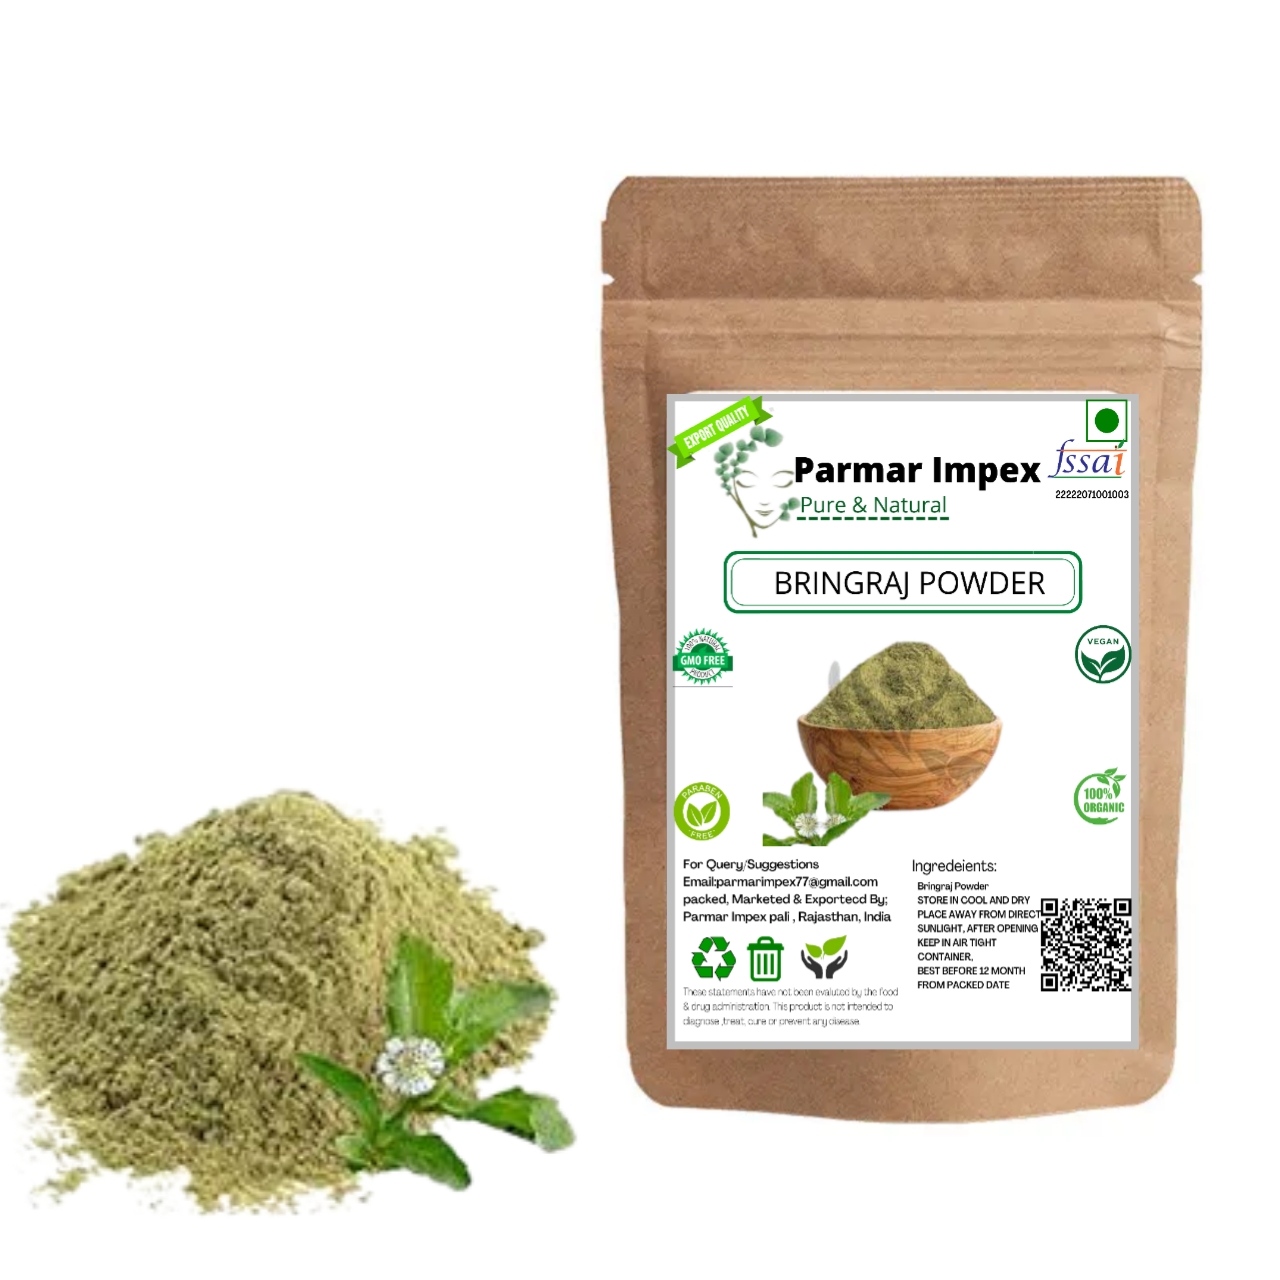 EXPORT QUALITY
Parmar Impex
Pure & Natural
fssai
22222071001003
BRINGRAJ POWDER
100% NATURAL
GMO FREE
PRODUCT
VEGAN
PARABEN
FREE
100%
ORGANIC
For Query/Suggestions
Email:parmarimpex77@gmail.com
packed, Marketed & Exportecd By;
Parmar Impex pali , Rajasthan, India
These statements have not been evaluted by the food
& drug administration. This product is not intended to
diagnose ,treat, cure or prevent any disease.
Ingredeients:
Bringraj Powder
STORE IN COOL AND DRY
PLACE AWAY FROM DIRECT
SUNLIGHT, AFTER OPENING
KEEP IN AIR TIGHT
CONTAINER,
BEST BEFORE 12 MONTH
FROM PACKED DATE